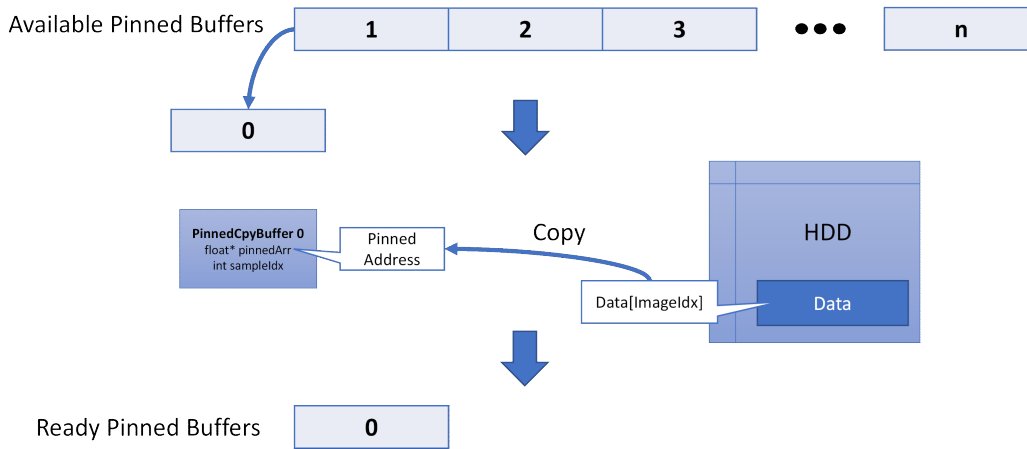 Available Pinned Buffers
1 2 3 ••• n
0
PinnedCpyBuffer 0
float* pinnedArr
int sampleIdx
Pinned
Address
Copy
Data[ImageIdx]
HDD
Data
Ready Pinned Buffers
0